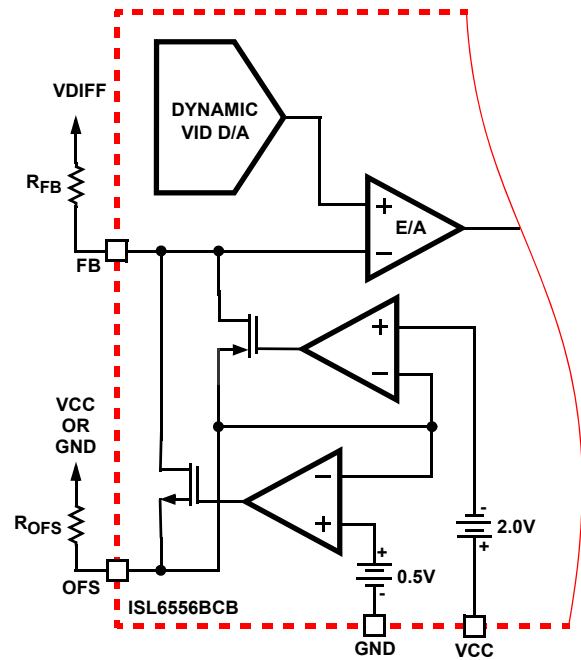 VDIFF
DYNAMIC
VID D/A
RFB
+
E/A
−
FB
+
−
VCC
OR
GND
−
+
-
2.0V
+
ROFS
+
0.5V
-
OFS
ISL6556BCB
GND
VCC